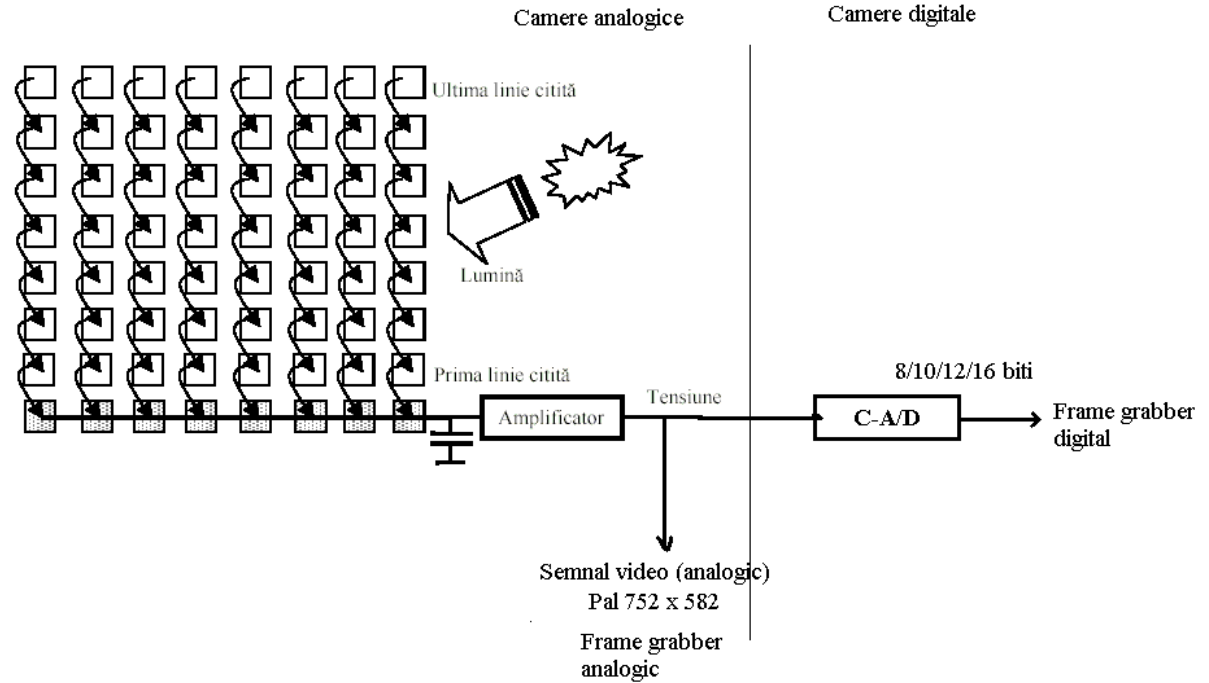 Camere analogice
Camere digitale
Ultima linie citită
Lumină
Prima linie citită
8/10/12/16 biti
Tensiune
Amplificator
C-A/D
Frame grabber
digital
Semnal video (analogic)
Pal 752 x 582
Frame grabber
analogic